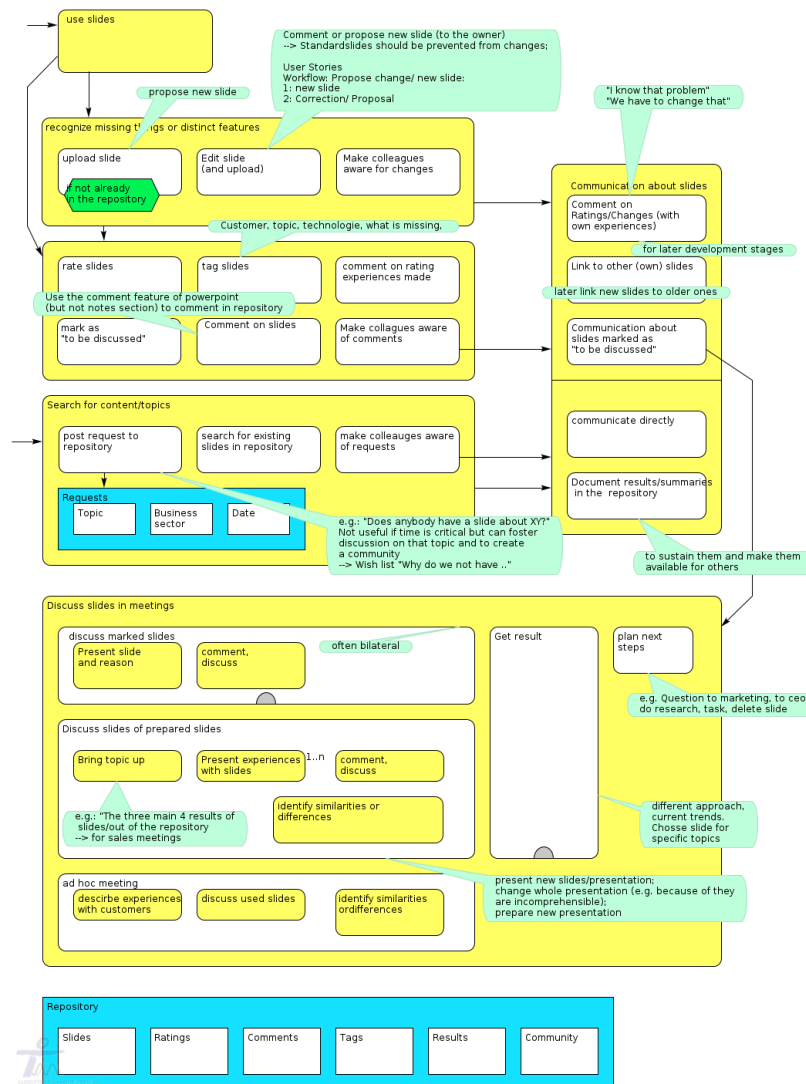 use slides
Comment or propose new slide (to the owner)
--> Standardslides should be prevented from changes;
User Stories
Workflow: Propose change/ new slide:
1: new slide
2: Correction/ Proposal
propose new slide
"I know that problem"
"We have to change that"
recognize missing things or distinct features
upload slide
if not already
in the repository
Edit slide
(and upload)
Make colleagues
aware for changes
Communication about slides
Comment on
Ratings/Changes (with
own experiences)
for later development stages
Link to other (own) slides
later link new slides to older ones
Communication about
slides marked as
"to be discussed"
communicate directly
Document results/summaries
in the repository
to sustain them and make them
available for others
Customer, topic, technologie, what is missing,
rate slides
tag slides
comment on rating
experiences made
Use the comment feature of powerpoint
(but not notes section) to comment in repository
mark as
"to be discussed"
Comment on slides
Make collagues aware
of comments
Search for content/topics
post request to
repository
search for existing
slides in repository
make colleauges aware
of requests
Requests
Topic
Business
sector
Date
e.g.: "Does anybody have a slide about XY?"
Not useful if time is critical but can foster
discussion on that topic and to create
a community
--> Wish list "Why do we not have .."
Discuss slides in meetings
discuss marked slides
Present slide
and reason
comment,
discuss
often bilateral
Get result
plan next
steps
e.g. Question to marketing, to ceo
do research, task, delete slide
Discuss slides of prepared slides
Bring topic up
Present experiences
with slides
1..n
comment,
discuss
e.g.: "The three main 4 results of
slides/out of the repository
--> for sales meetings
identify similarities or
differences
different approach,
current trends.
Chosse slide for
specific topics
present new slides/presentation;
change whole presentation (e.g. because of they
are incomprehensible);
prepare new presentation
ad hoc meeting
descirbe experiences
with customers
discuss used slides
identify similarities
ordifferences
Repository
Slides
Ratings
Comments
Tags
Results
Community